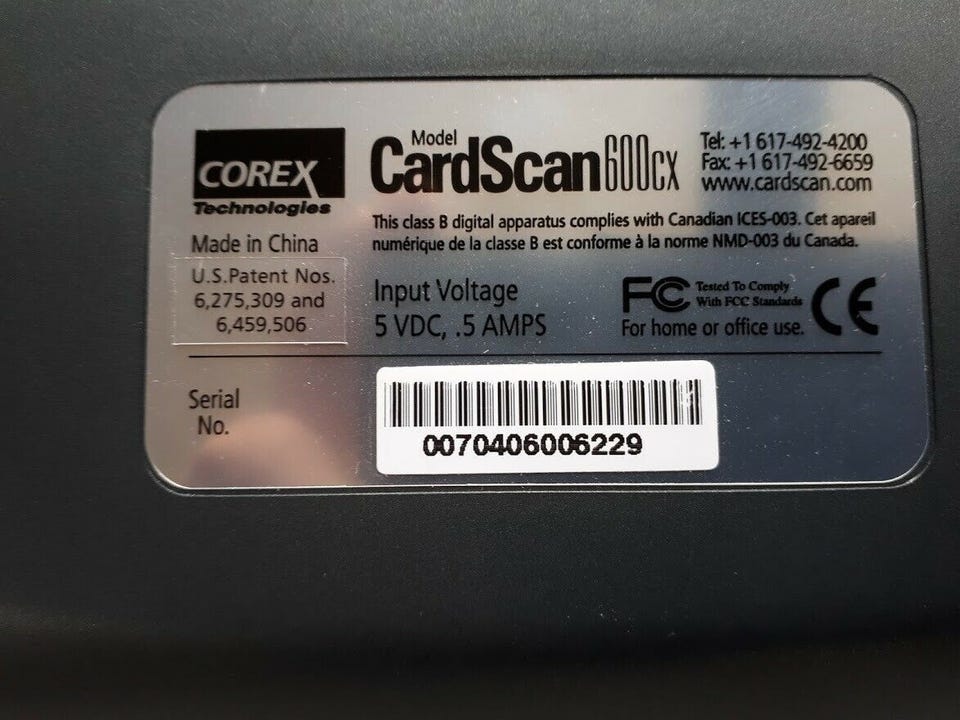 COREX
Technologies
Made in China
U.S.Patent Nos.
6,275,309 and
6,459,506
Model
CardScan600cx
Tel: +1 617-492-4200
Fax: +1 617-492-6659
www.cardscan.com
This class B digital apparatus complies with Canadian ICES-003. Cet apareil
numérique de la classe B est conforme à la norme NMD-003 du Canada.
Input Voltage
5 VDC, .5 AMPS
FC Tested To Comply
With FCC Standards
For home or office use.
CE
Serial
No.
0070406006229